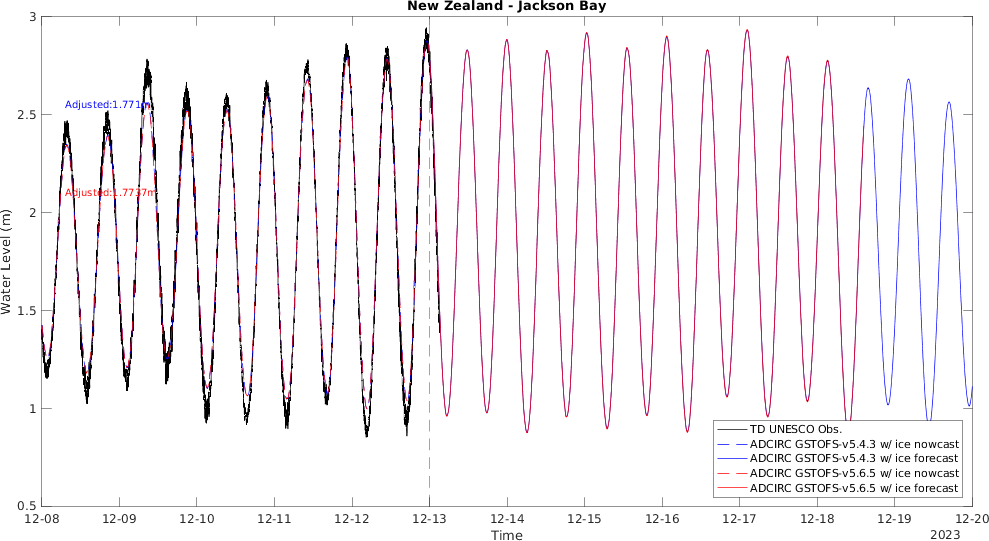 New Zealand - Jackson Bay
3
2.5
2
1.5
1
0.5
Water Level (m)
Adjusted:1.771m
Adjusted:1.7737m
TD UNESCO Obs.
ADCIRC GSTOFS-v5.4.3 w/ ice nowcast
ADCIRC GSTOFS-v5.4.3 w/ ice forecast
ADCIRC GSTOFS-v5.6.5 w/ ice nowcast
ADCIRC GSTOFS-v5.6.5 w/ ice forecast
12-08 12-09 12-10 12-11 12-12 12-13 12-14 12-15 12-16 12-17 12-18 12-19 12-20
Time
2023